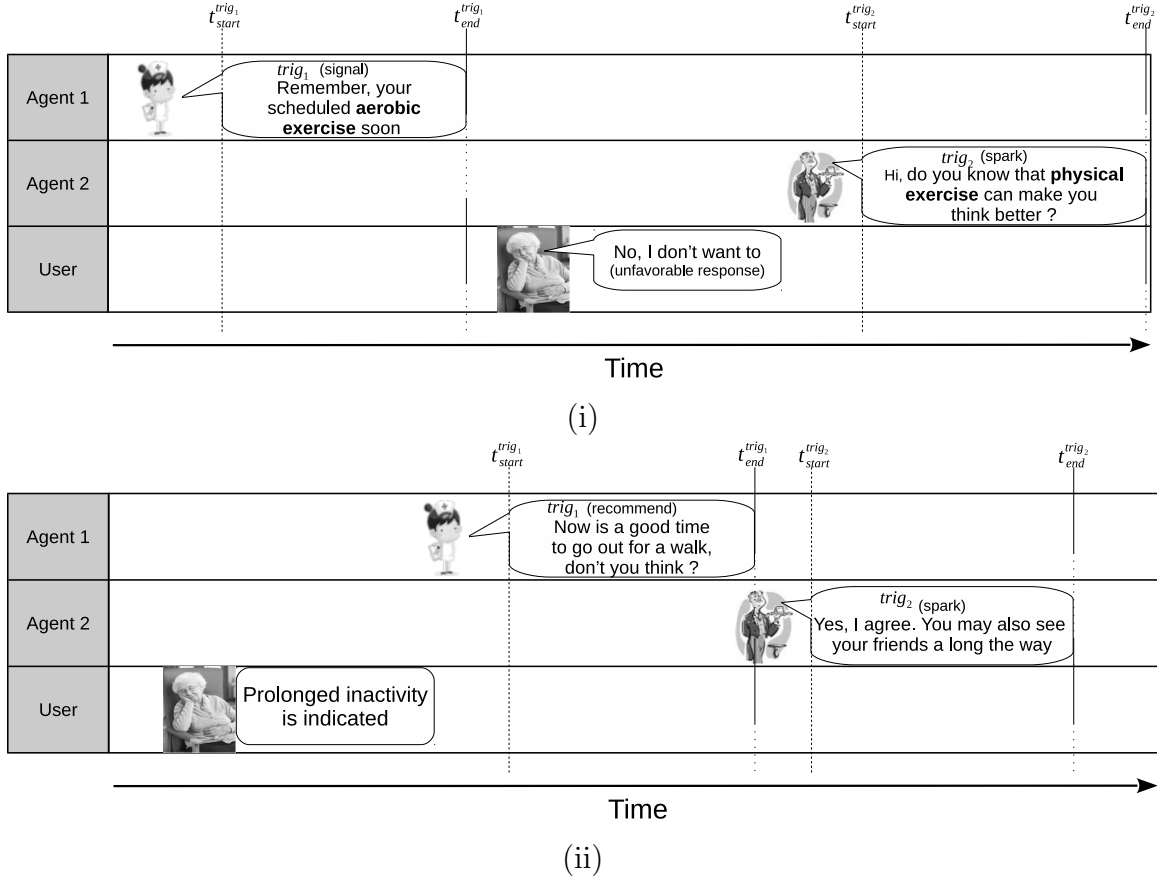 t_start^trig1 t_end^trig1 t_start^trig2 t_end^trig2
Agent 1
trig1 (signal)
Remember, your
scheduled aerobic
exercise soon
Agent 2
trig2 (spark)
Hi, do you know that physical
exercise can make you
think better ?
User
No, I don't want to
(unfavorable response)
Time
(i)
t_start^trig1 t_end^trig1 t_start^trig2 t_end^trig2
Agent 1
trig1 (recommend)
Now is a good time
to go out for a walk,
don't you think ?
Agent 2
trig2 (spark)
Yes, I agree. You may also see
your friends a long the way
User
Prolonged inactivity
is indicated
Time
(ii)